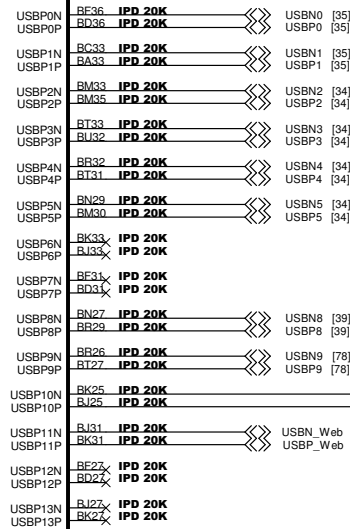 USBP0N BF36 IPD 20K USBN0 [35]
USBP0P BD36 IPD 20K USBP0 [35]
USBP1N BC33 IPD 20K USBN1 [35]
USBP1P BA33 IPD 20K USBP1 [35]
USBP2N BM33 IPD 20K USBN2 [34]
USBP2P BM35 IPD 20K USBP2 [34]
USBP3N BT33 IPD 20K USBN3 [34]
USBP3P BU32 IPD 20K USBP3 [34]
USBP4N BR32 IPD 20K USBN4 [34]
USBP4P BT31 IPD 20K USBP4 [34]
USBP5N BN29 IPD 20K USBN5 [34]
USBP5P BM30 IPD 20K USBP5 [34]
USBP6N BK33 IPD 20K
USBP6P BJ33 IPD 20K
USBP7N BF31 IPD 20K
USBP7P BD31 IPD 20K
USBP8N BN27 IPD 20K USBN8 [39]
USBP8P BR29 IPD 20K USBP8 [39]
USBP9N BR26 IPD 20K USBN9 [78]
USBP9P BT27 IPD 20K USBP9 [78]
USBP10N BK25 IPD 20K
USBP10P BJ25 IPD 20K
USBP11N BJ31 IPD 20K USBN_Web
USBP11P BK31 IPD 20K USBP_Web
USBP12N BF27 IPD 20K
USBP12P BD27 IPD 20K
USBP13N BJ27 IPD 20K
USBP13P BK27 IPD 20K